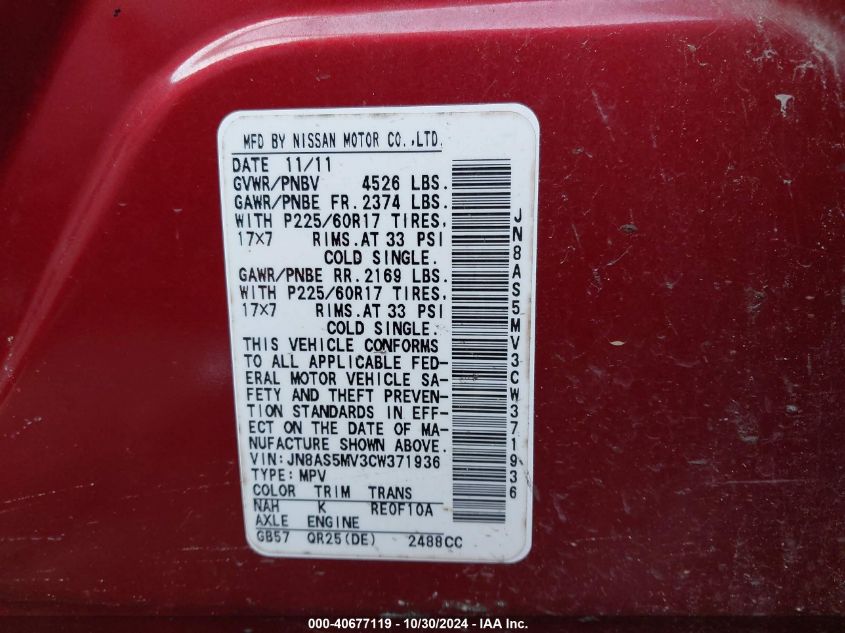 MFD BY NISSAN MOTOR CO.,LTD.
DATE 11/11
GVWR/PNBV 4526 LBS.
GAWR/PNBE FR. 2374 LBS.
WITH P225/60R17 TIRES,
17X7 RIMS.AT 33 PSI
COLD SINGLE.
GAWR/PNBE RR. 2169 LBS.
WITH P225/60R17 TIRES,
17X7 RIMS.AT 33 PSI
COLD SINGLE.
THIS VEHICLE CONFORMS
TO ALL APPLICABLE FED-
ERAL MOTOR VEHICLE SA-
FETY AND THEFT PREVEN-
TION STANDARDS IN EFF-
ECT ON THE DATE OF MA-
NUFACTURE SHOWN ABOVE.
VIN:JN8AS5MV3CW371936
TYPE:MPV
COLOR TRIM TRANS
NAH K RE0F10A
AXLE ENGINE
GB57 QR25(DE) 2488CC
JN8AS5MV3CW371936
000-40677119 - 10/30/2024 - IAA Inc.